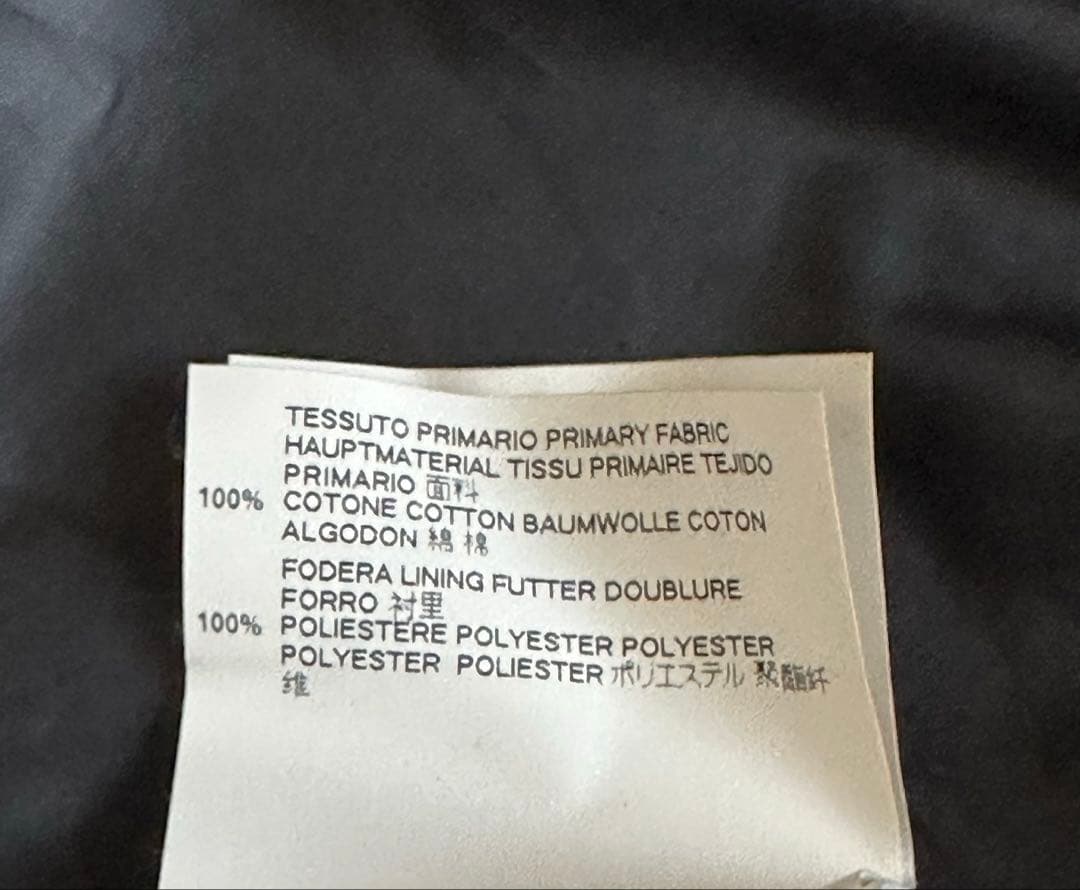 TESSUTO PRIMARIO PRIMARY FABRIC
HAUPTMATERIAL TISSU PRIMAIRE TEJIDO
PRIMARIO 面料
100% COTONE COTTON BAUMWOLLE COTON
ALGODON 綿 棉
FODERA LINING FUTTER DOUBLURE
FORRO 衬里
100% POLIESTERE POLYESTER POLYESTER
POLYESTER POLIESTER ポリエステル 聚酯纤
维